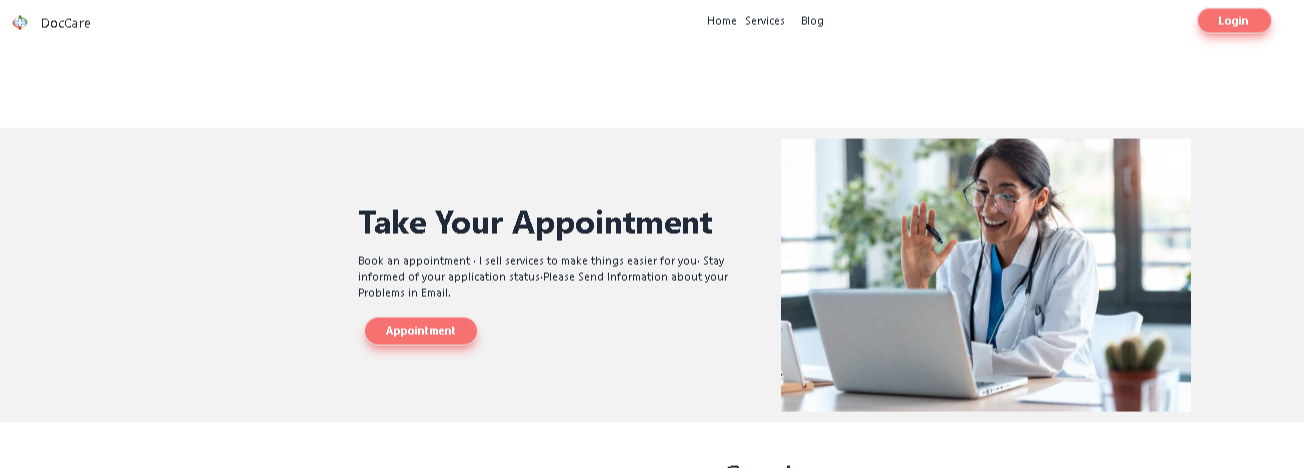 DocCare
Home Services Blog
Login
Take Your Appointment
Book an appointment · I sell services to make things easier for you· Stay
informed of your application status·Please Send Information about your
Problems in Email.
Appointment